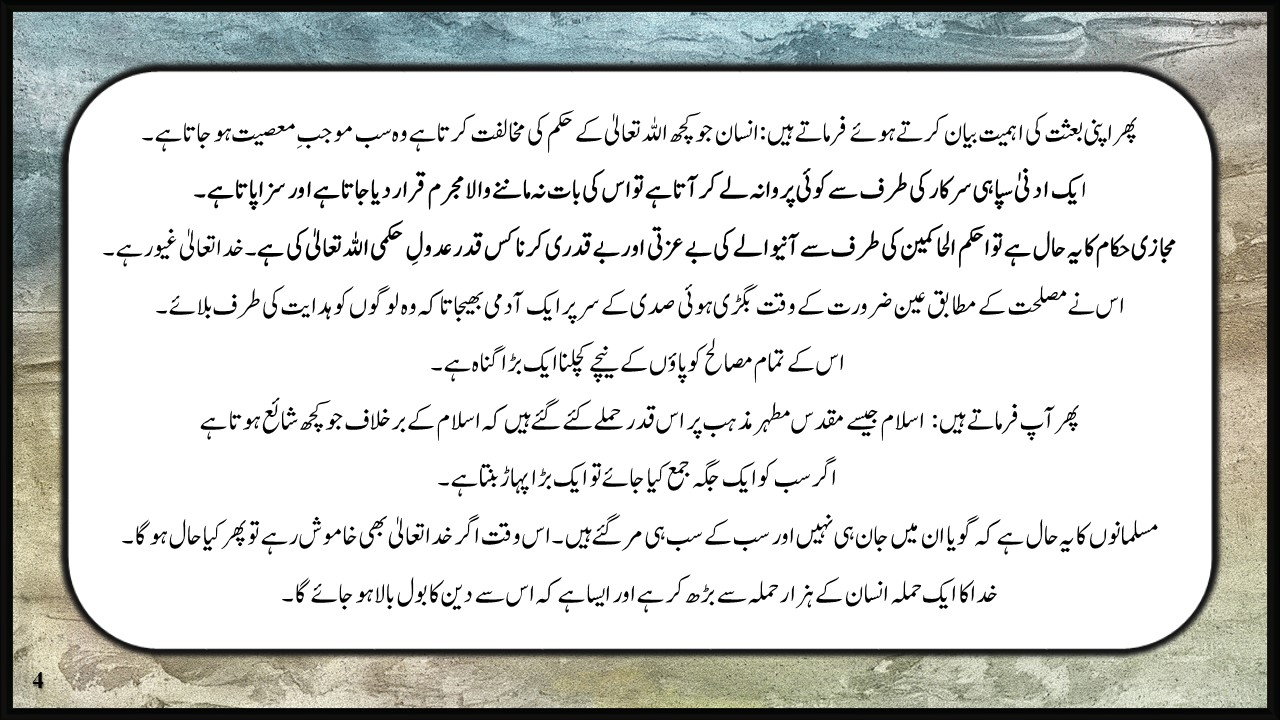 پھر اپنی بعثت کی اہمیت بیان کرتے ہوئے فرماتے ہیں: انسان جو کچھ اللہ تعالیٰ کے حکم کی مخالفت کرتا ہے وہ سب موجبِ معصیت ہو جاتا ہے۔
ایک ادنیٰ سپاہی سرکار کی طرف سے کوئی پروانہ لے کر آتا ہے تو اس کی بات نہ ماننے والا مجرم قرار دیا جاتا ہے اور سزا پاتا ہے۔
مجازی حکام کا یہ حال ہے تو احکم الحاکمین کی طرف سے آنیوالے کی بے عزتی اور بے قدری کرنا کس قدر عدولِ حکمی اللہ تعالیٰ کی ہے۔ خدا تعالیٰ غیور ہے۔
اس نے مصلحت کے مطابق عین ضرورت کے وقت بگڑی ہوئی صدی کے سر پر ایک آدمی بھیجا تا کہ وہ لوگوں کو ہدایت کی طرف بلائے۔
اس کے تمام مصالح کو پاؤں کے نیچے کچلنا ایک بڑا گناہ ہے۔
پھر آپ فرماتے ہیں: اسلام جیسے مقدس مطہر مذہب پر اس قدر حملے کئے گئے ہیں کہ اسلام کے برخلاف جو کچھ شائع ہوتا ہے
اگر سب کو ایک جگہ جمع کیا جائے تو ایک بڑا پہاڑ بنتا ہے۔
مسلمانوں کا یہ حال ہے کہ گویا ان میں جان ہی نہیں اور سب کے سب ہی مر گئے ہیں۔ اس وقت اگر خدا تعالیٰ بھی خاموش رہے تو پھر کیا حال ہو گا۔
خدا کا ایک حملہ انسان کے ہزار حملہ سے بڑھ کر ہے اور ایسا ہے کہ اس سے دین کا بول بالا ہو جائے گا۔
4